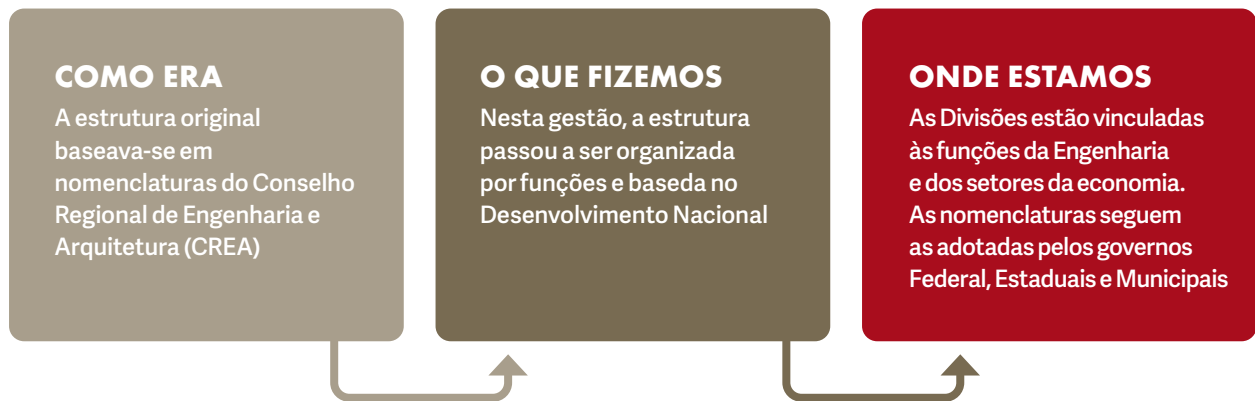 COMO ERA
A estrutura original
baseava-se em
nomenclaturas do Conselho
Regional de Engenharia e
Arquitetura (CREA)
O QUE FIZEMOS
Nesta gestão, a estrutura
passou a ser organizada
por funções e baseda no
Desenvolvimento Nacional
ONDE ESTAMOS
As Divisões estão vinculadas
às funções da Engenharia
e dos setores da economia.
As nomenclaturas seguem
as adotadas pelos governos
Federal, Estaduais e Municipais